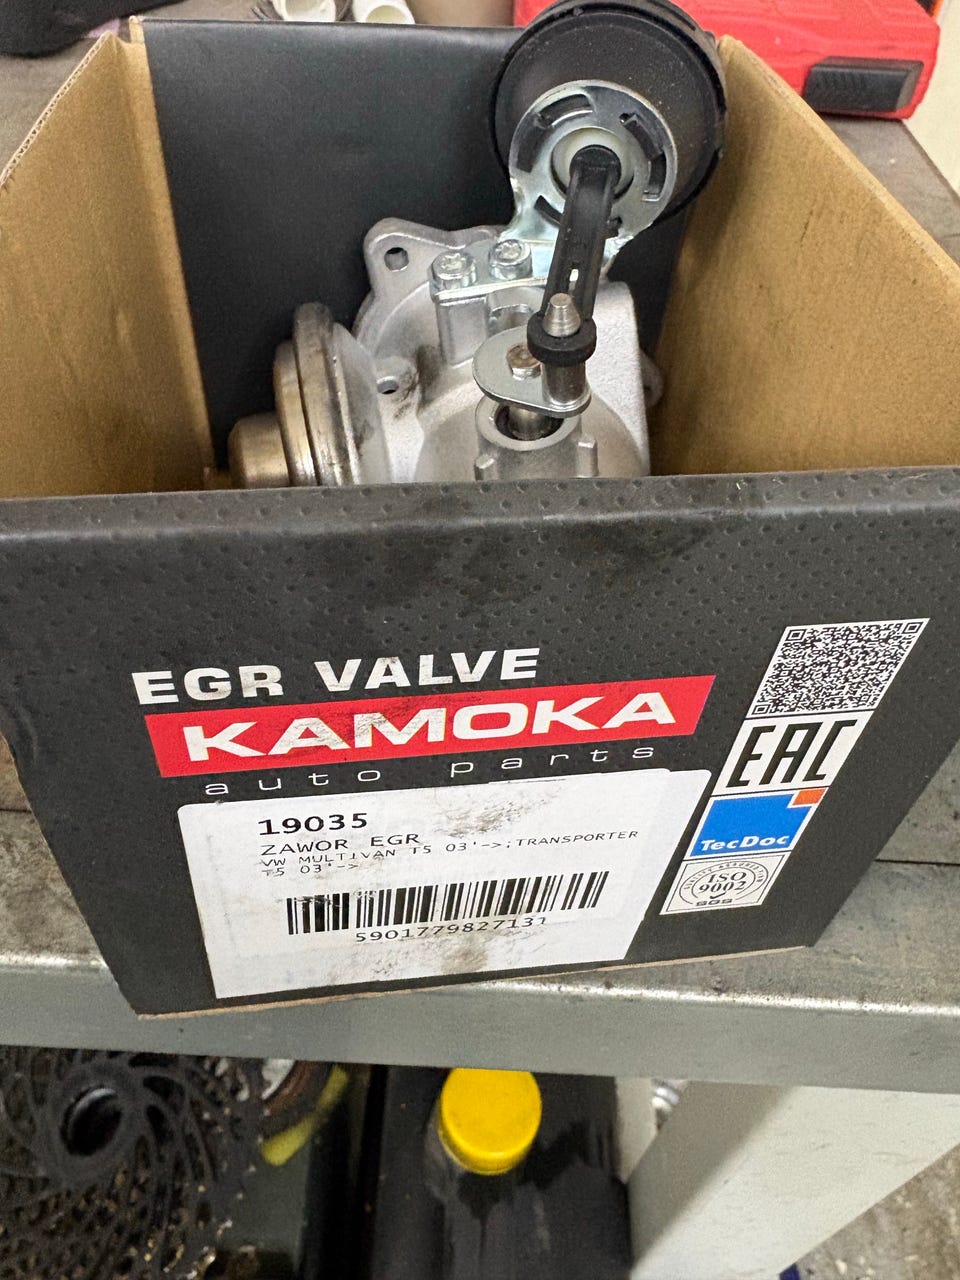 EGR VALVE
KAMOKA
auto parts
19035
ZAWOR EGR
VW MULTIVAN T5 03'->;TRANSPORTER
T5 03'->
5901779827131
EAC
TecDoc
ISO
9002
SGS